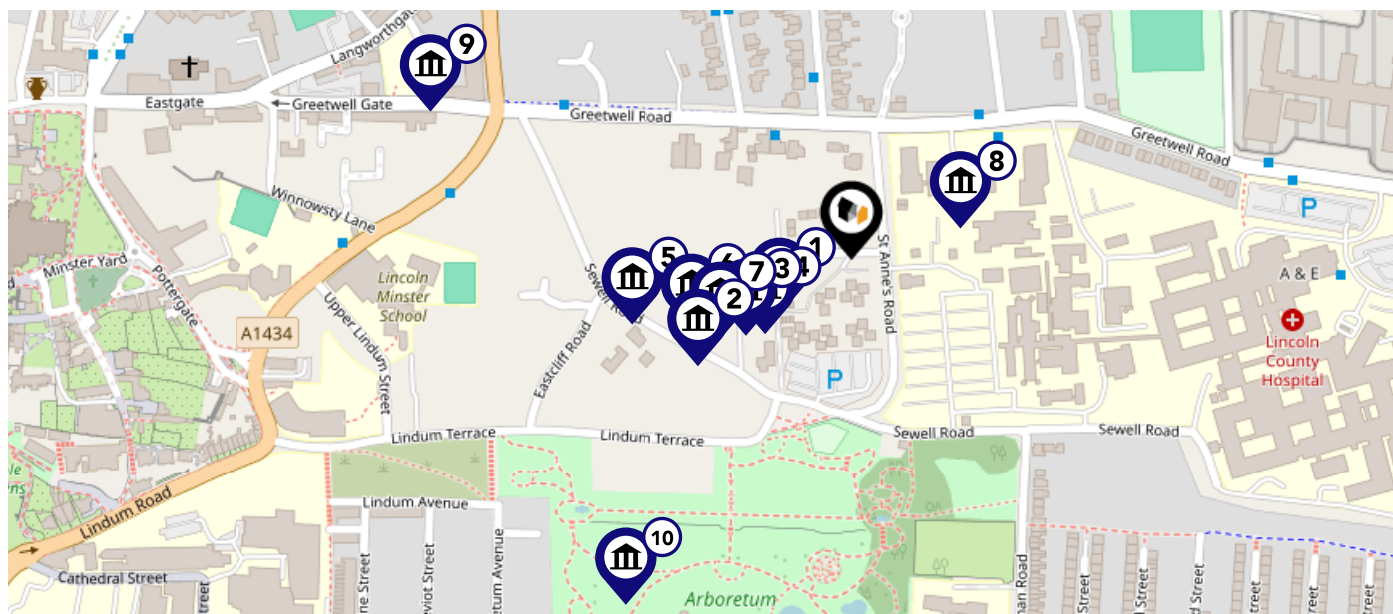 Langworthgate
9
Eastgate
Greetwell Gate
Greetwell Road
Greetwell Road
8
P
Winnowsty Lane
Minster Yard
Pottergate
Lincoln
Minster
School
Upper Lindum Street
A1434
Sewell Road
5
6
7
3
4
1
2
St Anne's Road
A & E
Lincoln
County
Hospital
Eastcliff Road
P
Lindum Terrace
Lindum Terrace
Sewell Road
Sewell Road
Lindum Road
Lindum Avenue
10
Cathedral Street
Arboretum